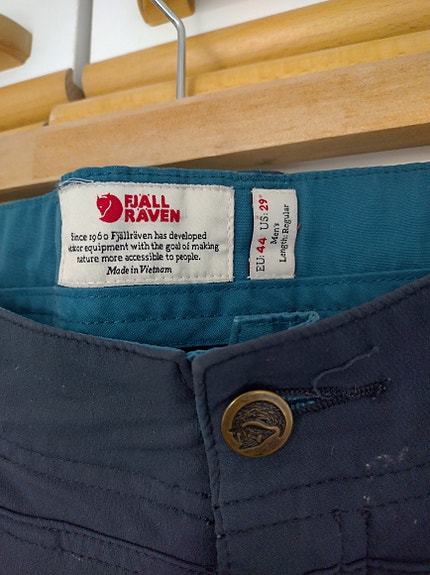 FJÄLL
RÄVEN
Since 1960 Fjällräven has developed
outdoor equipment with the goal of making
nature more accessible to people.
Made in Vietnam
EU: 44 US: 29"
Men's
Length: Regular